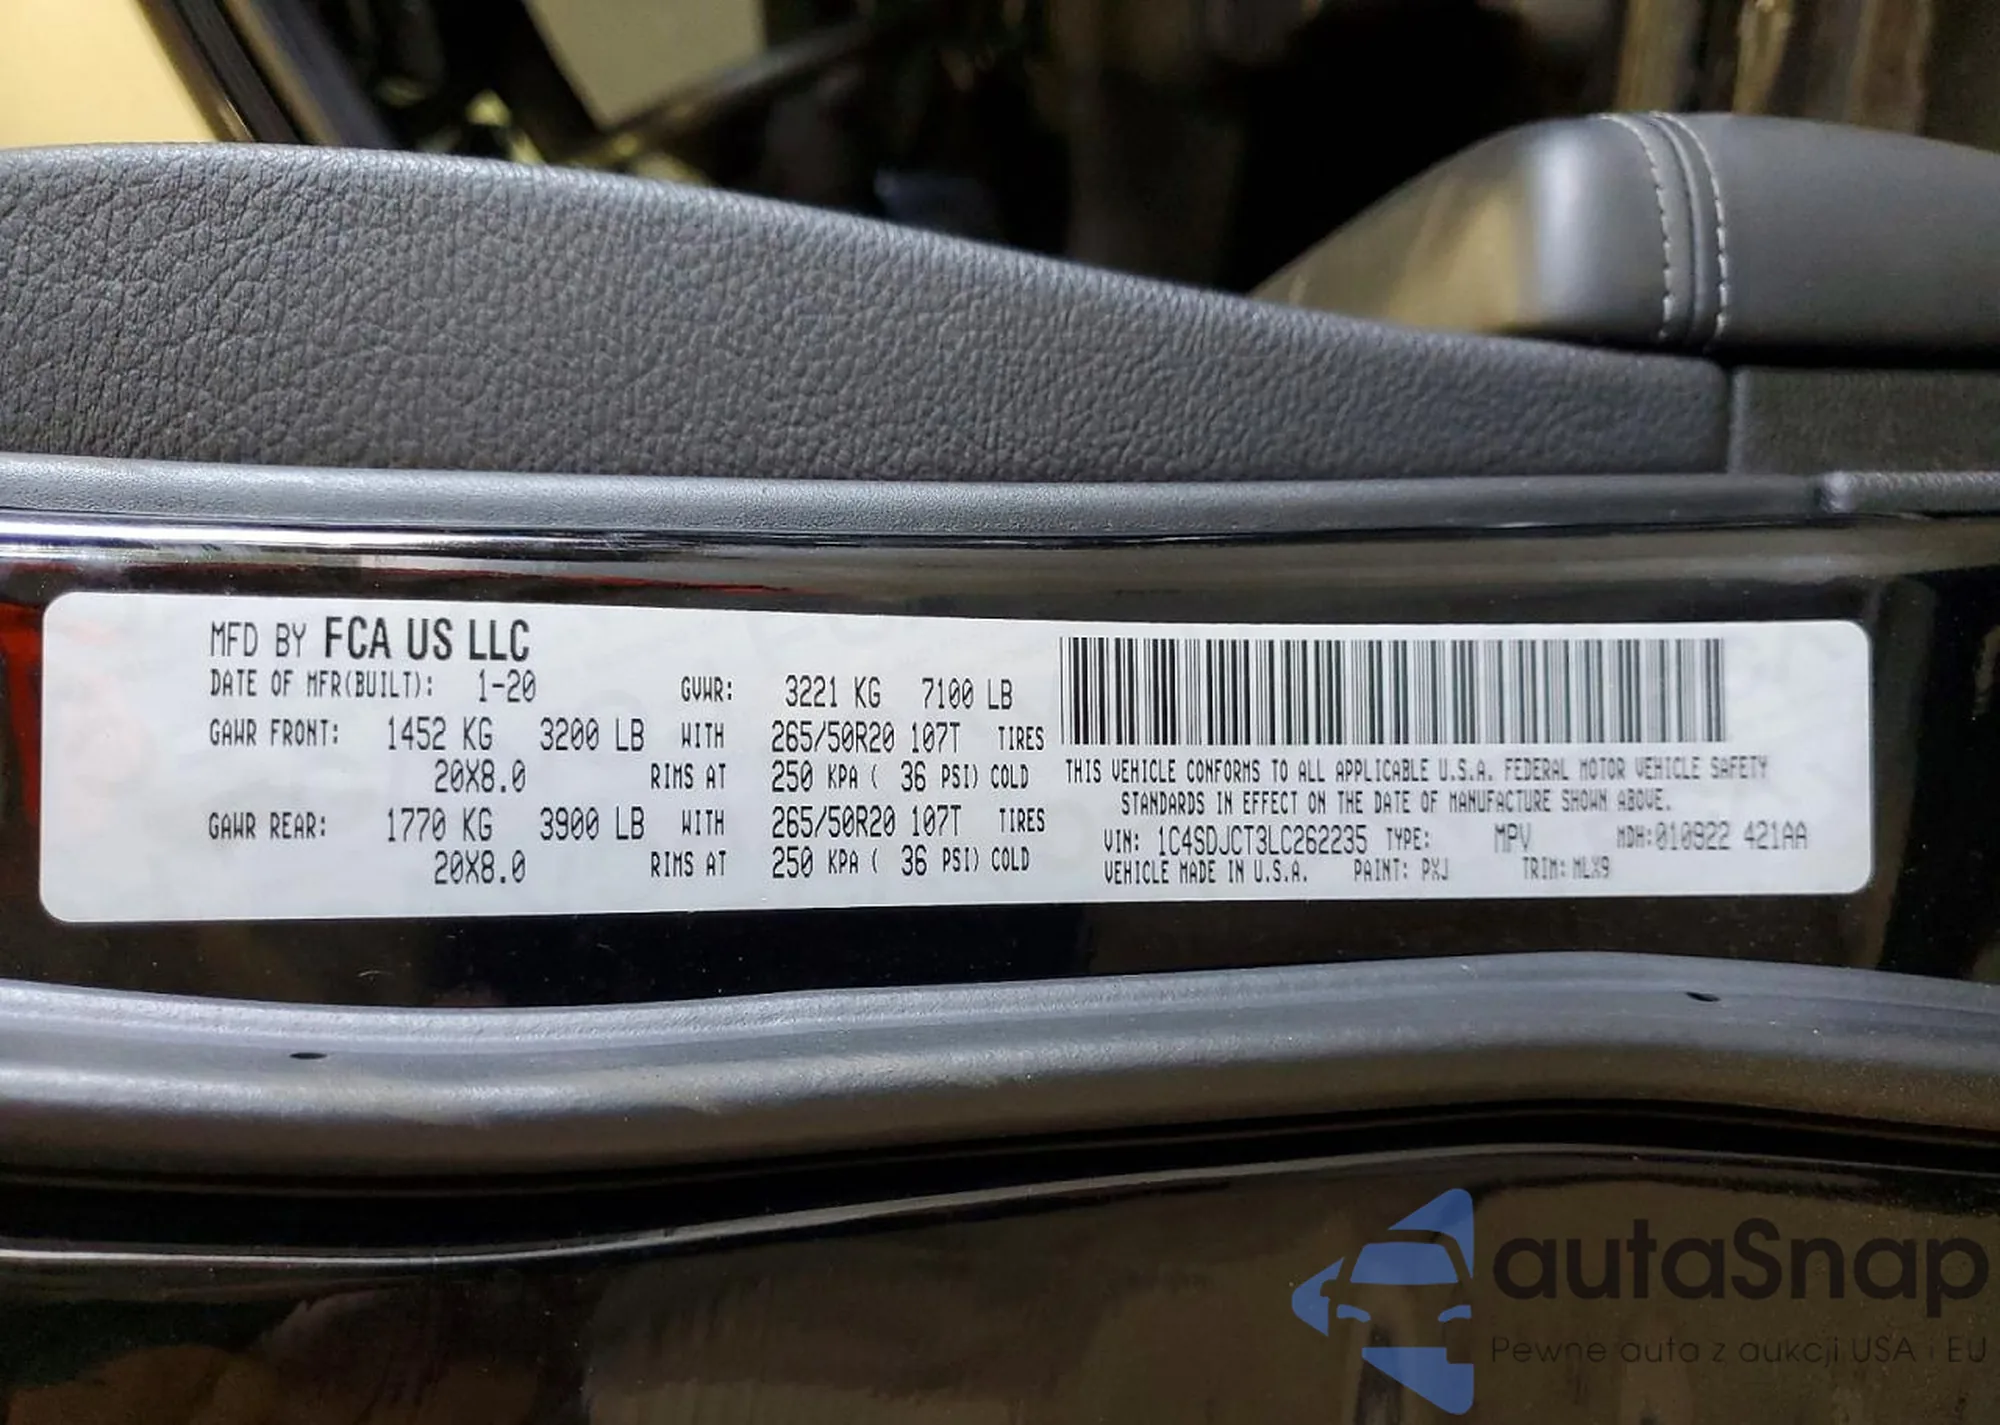 MFD BY FCA US LLC
DATE OF MFR(BUILT): 1-20 GVWR: 3221 KG 7100 LB
GAWR FRONT: 1452 KG 3200 LB WITH 265/50R20 107T TIRES
20X8.0 RIMS AT 250 KPA ( 36 PSI) COLD
GAWR REAR: 1770 KG 3900 LB WITH 265/50R20 107T TIRES
20X8.0 RIMS AT 250 KPA ( 36 PSI) COLD
THIS VEHICLE CONFORMS TO ALL APPLICABLE U.S.A. FEDERAL MOTOR VEHICLE SAFETY
STANDARDS IN EFFECT ON THE DATE OF MANUFACTURE SHOWN ABOVE.
VIN: 1C4SDJCT3LC262235 TYPE: MPV MDH:010922 421AA
VEHICLE MADE IN U.S.A. PAINT: PXJ TRIM: MLX9
autaSnap
Pewne auta z aukcji USA i EU